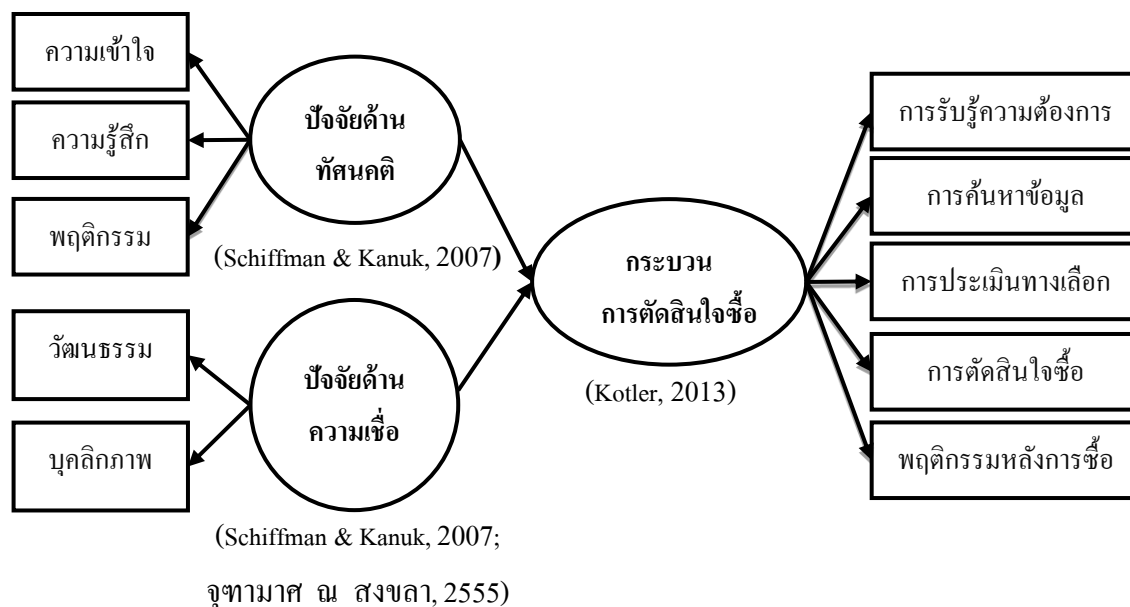 ความเข้าใจ
ความรู้สึก
พฤติกรรม
ปัจจัยด้าน
ทัศนคติ
(Schiffman & Kanuk, 2007)
วัฒนธรรม
บุคลิกภาพ
ปัจจัยด้าน
ความเชื่อ
(Schiffman & Kanuk, 2007;
จุฑามาศ ณ สงขลา, 2555)
กระบวน
การตัดสินใจซื้อ
(Kotler, 2013)
การรับรู้ความต้องการ
การค้นหาข้อมูล
การประเมินทางเลือก
การตัดสินใจซื้อ
พฤติกรรมหลังการซื้อ